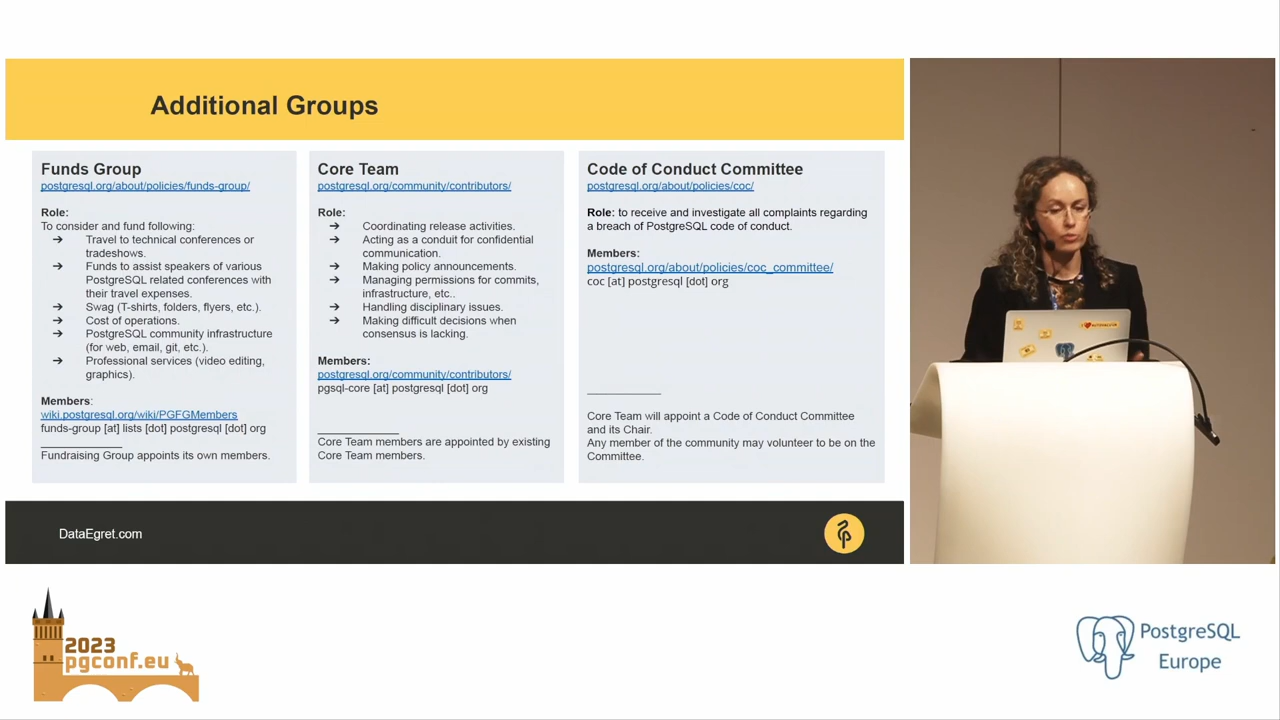 Additional Groups
Funds Group
postgresql.org/about/policies/funds-group/
Role:
To consider and fund following:
➔ Travel to technical conferences or
tradeshows.
➔ Funds to assist speakers of various
PostgreSQL related conferences with
their travel expenses.
➔ Swag (T-shirts, folders, flyers, etc.).
➔ Cost of operations.
➔ PostgreSQL community infrastructure
(for web, email, git, etc.).
➔ Professional services (video editing,
graphics).
Members:
wiki.postgresql.org/wiki/PGFGMembers
funds-group [at] lists [dot] postgresql [dot] org
Fundraising Group appoints its own members.
Core Team
postgresql.org/community/contributors/
Role:
➔ Coordinating release activities.
➔ Acting as a conduit for confidential
communication.
➔ Making policy announcements.
➔ Managing permissions for commits,
infrastructure, etc..
➔ Handling disciplinary issues.
➔ Making difficult decisions when
consensus is lacking.
Members:
postgresql.org/community/contributors/
pgsql-core [at] postgresql [dot] org
Core Team members are appointed by existing
Core Team members.
Code of Conduct Committee
postgresql.org/about/policies/coc/
Role: to receive and investigate all complaints regarding
a breach of PostgreSQL code of conduct.
Members:
postgresql.org/about/policies/coc_committee/
coc [at] postgresql [dot] org
Core Team will appoint a Code of Conduct Committee
and its Chair.
Any member of the community may volunteer to be on the
Committee.
DataEgret.com
2023
pgconf.eu
PostgreSQL
Europe